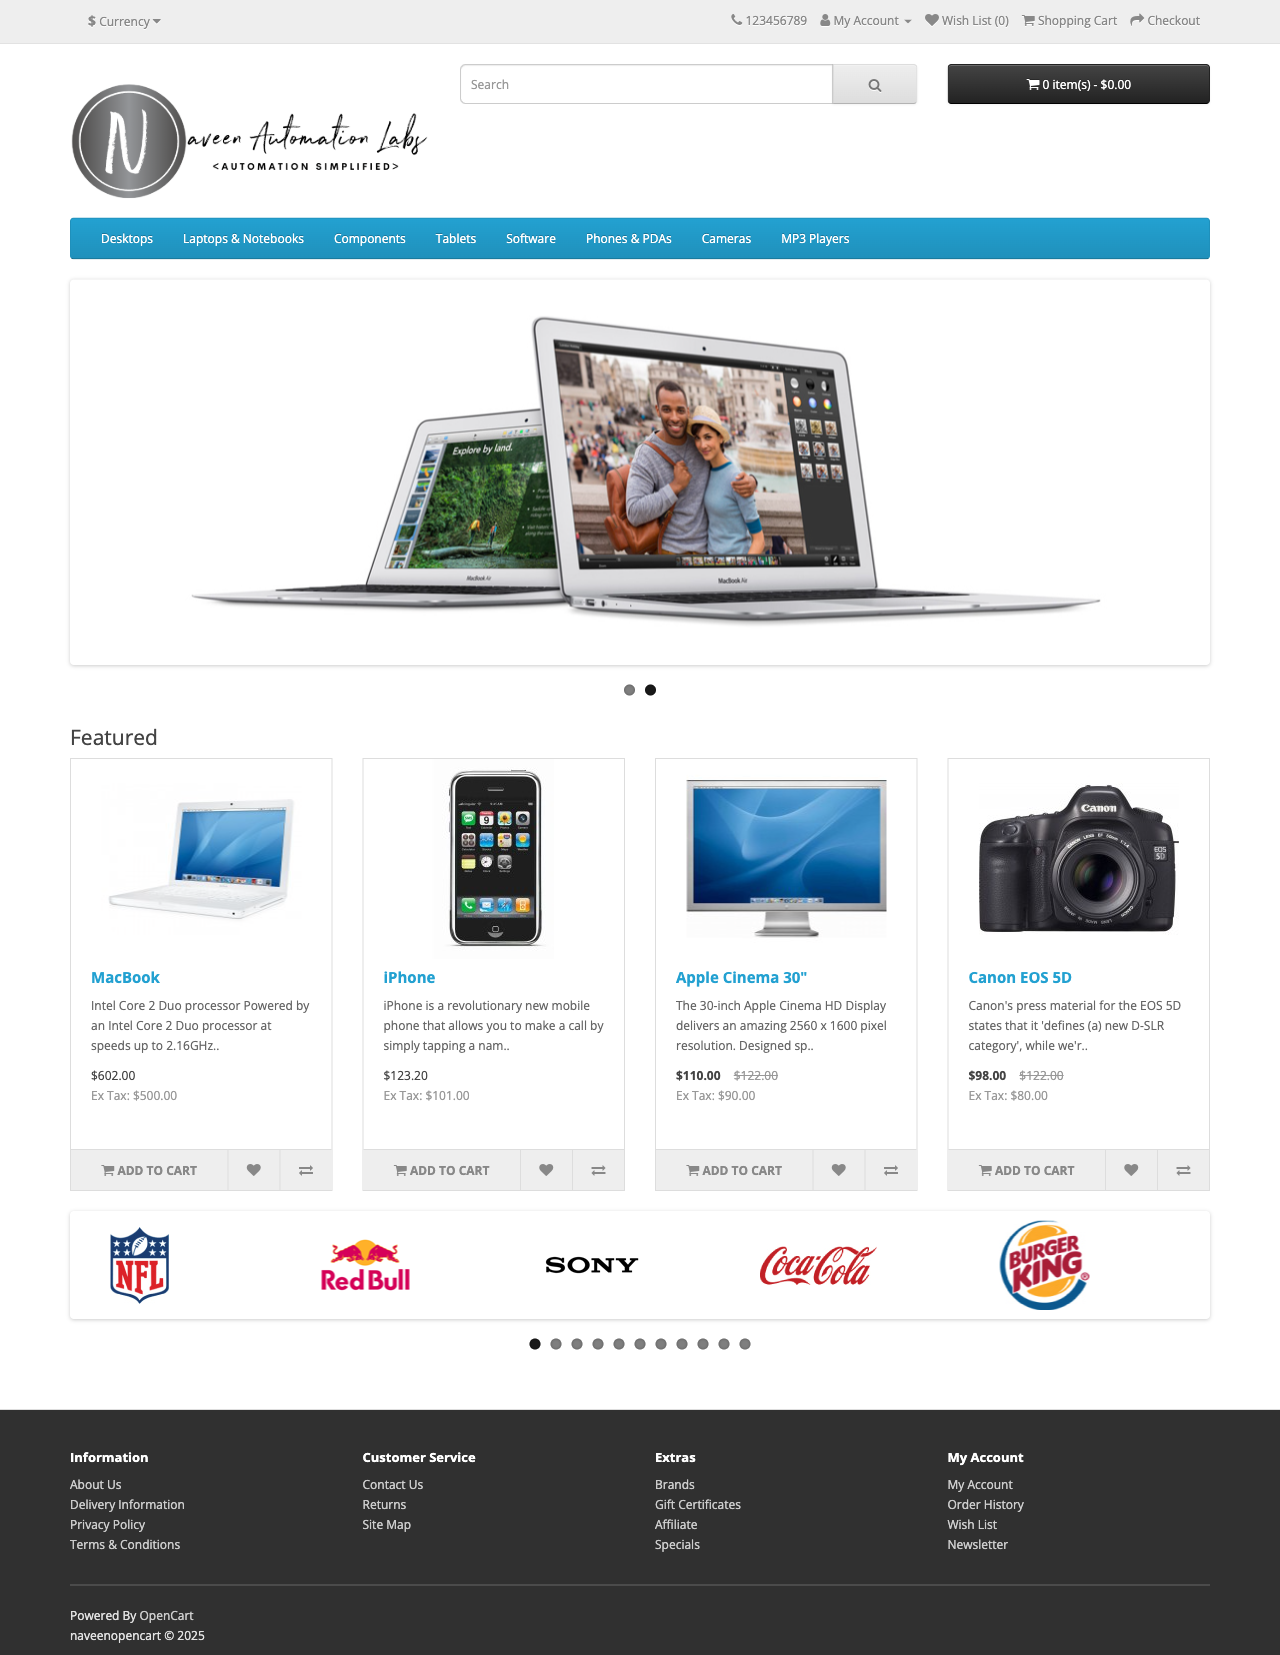 $ Currency
123456789 My Account Wish List (0) Shopping Cart Checkout
Search
0 item(s) - $0.00
N
aveen Automation Labs
<AUTOMATION SIMPLIFIED>
Desktops Laptops & Notebooks Components Tablets Software Phones & PDAs Cameras MP3 Players
Explore by land.
MacBook Air
MacBook Air
Featured
Canon
EOS
5D
MacBook
Intel Core 2 Duo processor Powered by
an Intel Core 2 Duo processor at
speeds up to 2.16GHz..
$602.00
Ex Tax: $500.00
ADD TO CART
iPhone
iPhone is a revolutionary new mobile
phone that allows you to make a call by
simply tapping a nam..
$123.20
Ex Tax: $101.00
ADD TO CART
Apple Cinema 30"
The 30-inch Apple Cinema HD Display
delivers an amazing 2560 x 1600 pixel
resolution. Designed sp..
$110.00 $122.00
Ex Tax: $90.00
ADD TO CART
Canon EOS 5D
Canon's press material for the EOS 5D
states that it 'defines (a) new D-SLR
category', while we'r..
$98.00 $122.00
Ex Tax: $80.00
ADD TO CART
NFL
Red Bull
SONY
Coca-Cola
BURGER
KING
®
Information
About Us
Delivery Information
Privacy Policy
Terms & Conditions
Customer Service
Contact Us
Returns
Site Map
Extras
Brands
Gift Certificates
Affiliate
Specials
My Account
My Account
Order History
Wish List
Newsletter
Powered By OpenCart
naveenopencart © 2025